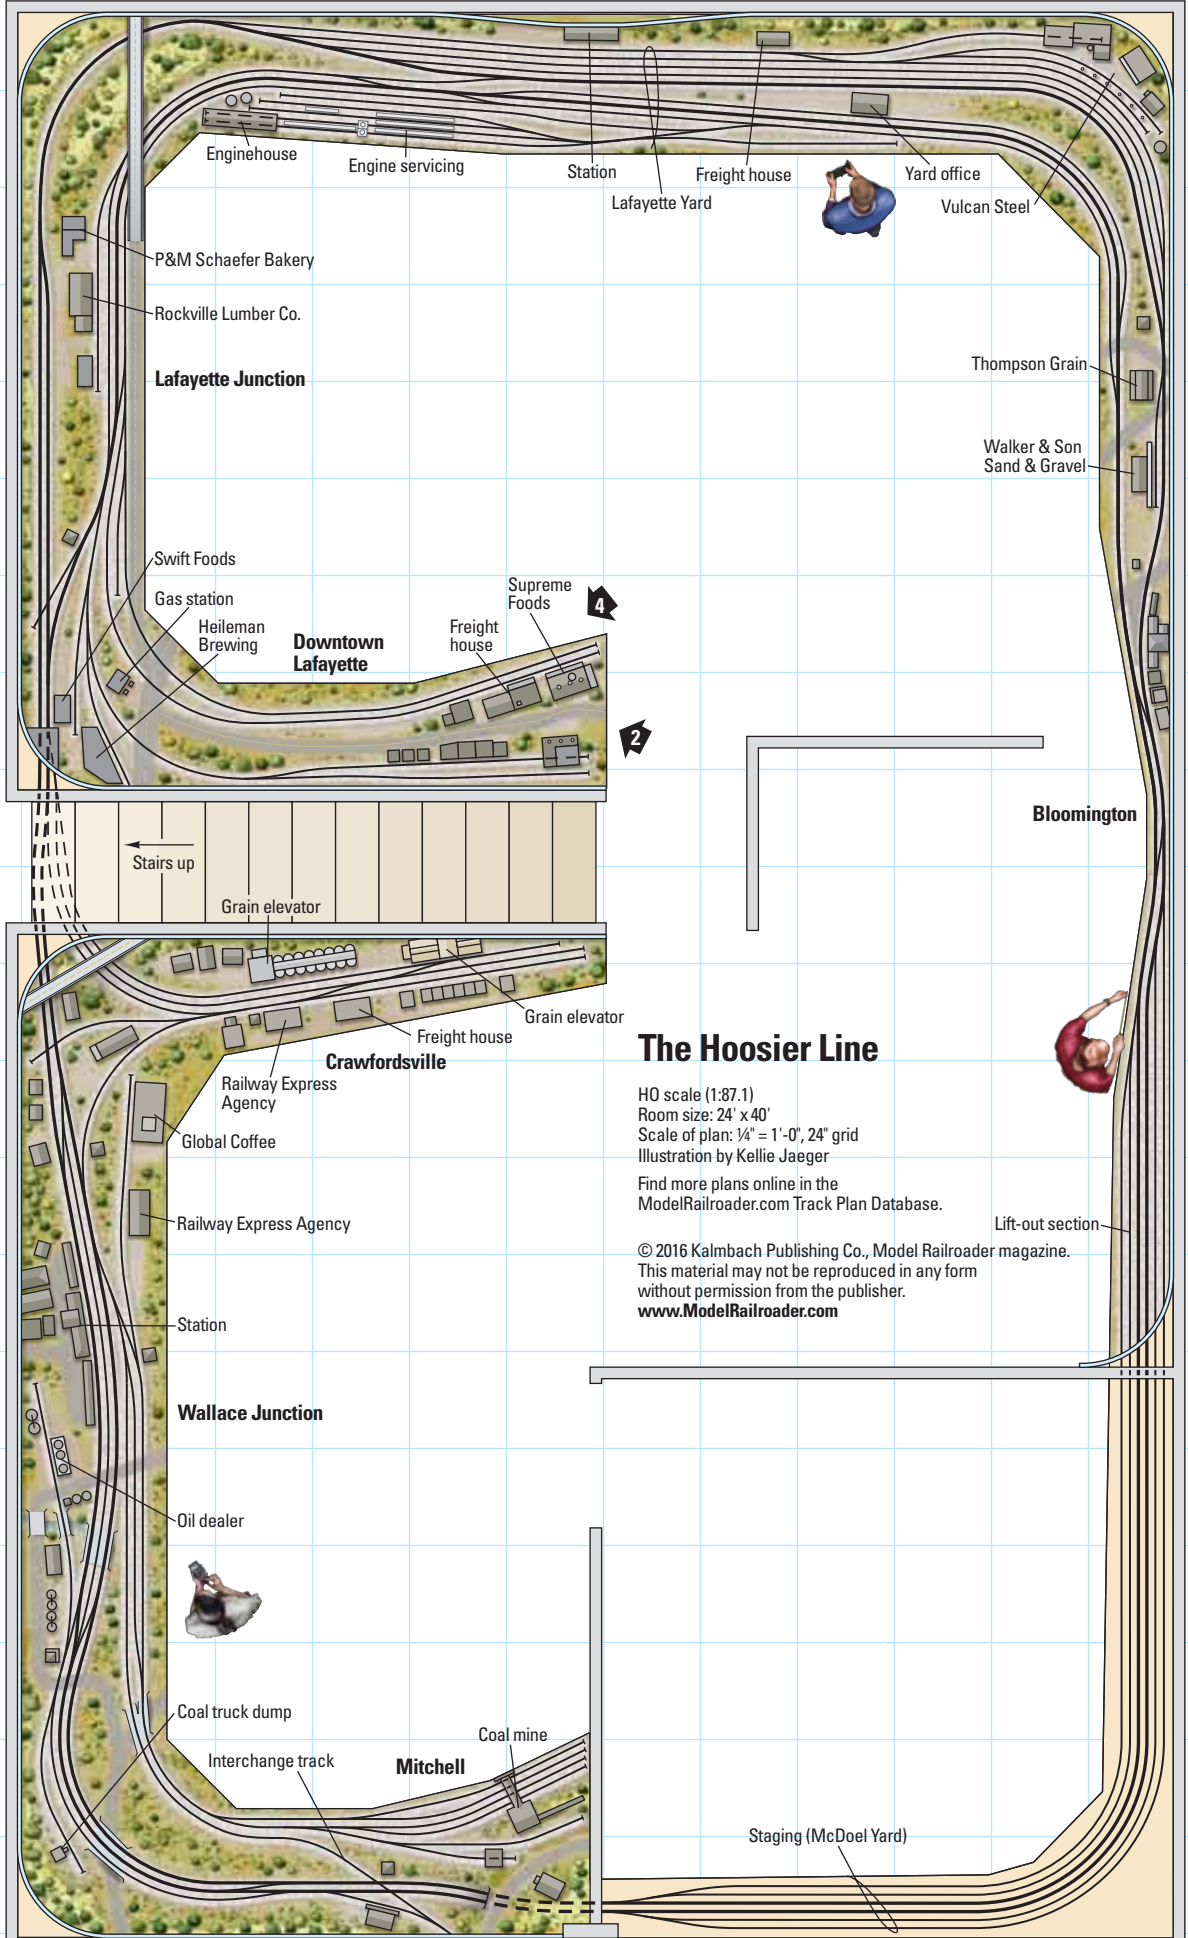 Enginehouse
Engine servicing
Station
Lafayette Yard
Freight house
Yard office
Vulcan Steel
P&M Schaefer Bakery
Rockville Lumber Co.
Lafayette Junction
Thompson Grain
Walker & Son
Sand & Gravel
Swift Foods
Gas station
Heileman
Brewing
Downtown
Lafayette
Freight
house
Supreme
Foods
4
2
Bloomington
Stairs up
Grain elevator
Grain elevator
Freight house
Crawfordsville
Railway Express
Agency
Global Coffee
Railway Express Agency
The Hoosier Line
HO scale (1:87.1)
Room size: 24' x 40'
Scale of plan: ¼" = 1'-0", 24" grid
Illustration by Kellie Jaeger
Find more plans online in the
ModelRailroader.com Track Plan Database.
© 2016 Kalmbach Publishing Co., Model Railroader magazine.
This material may not be reproduced in any form
without permission from the publisher.
www.ModelRailroader.com
Lift-out section
Station
Wallace Junction
Oil dealer
Coal truck dump
Interchange track
Mitchell
Coal mine
Staging (McDoel Yard)